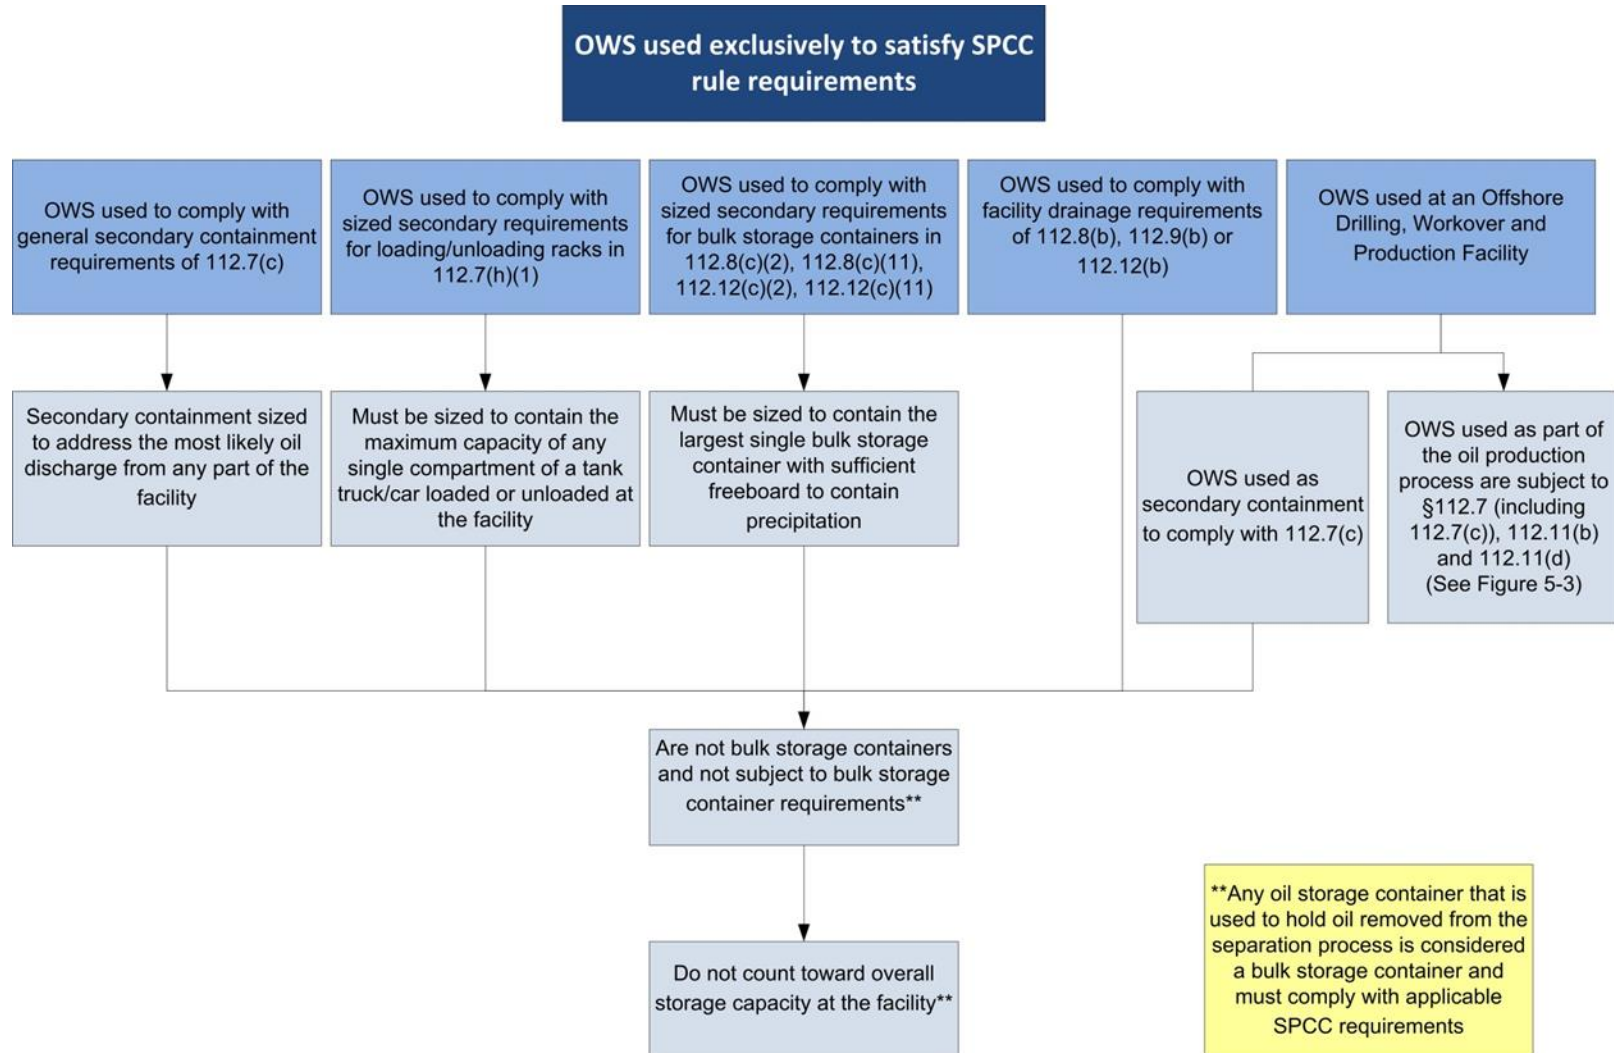 OWS used exclusively to satisfy SPCC
rule requirements
OWS used to comply with
general secondary containment
requirements of 112.7(c)
OWS used to comply with
sized secondary requirements
for loading/unloading racks in
112.7(h)(1)
OWS used to comply with
sized secondary requirements
for bulk storage containers in
112.8(c)(2), 112.8(c)(11),
112.12(c)(2), 112.12(c)(11)
OWS used to comply with
facility drainage requirements
of 112.8(b), 112.9(b) or
112.12(b)
OWS used at an Offshore
Drilling, Workover and
Production Facility
Secondary containment sized
to address the most likely oil
discharge from any part of the
facility
Must be sized to contain the
maximum capacity of any
single compartment of a tank
truck/car loaded or unloaded at
the facility
Must be sized to contain the
largest single bulk storage
container with sufficient
freeboard to contain
precipitation
OWS used as
secondary containment
to comply with 112.7(c)
OWS used as part of
the oil production
process are subject to
§112.7 (including
112.7(c)), 112.11(b)
and 112.11(d)
(See Figure 5-3)
Are not bulk storage containers
and not subject to bulk storage
container requirements**
Do not count toward overall
storage capacity at the facility**
**Any oil storage container that is
used to hold oil removed from the
separation process is considered
a bulk storage container and
must comply with applicable
SPCC requirements